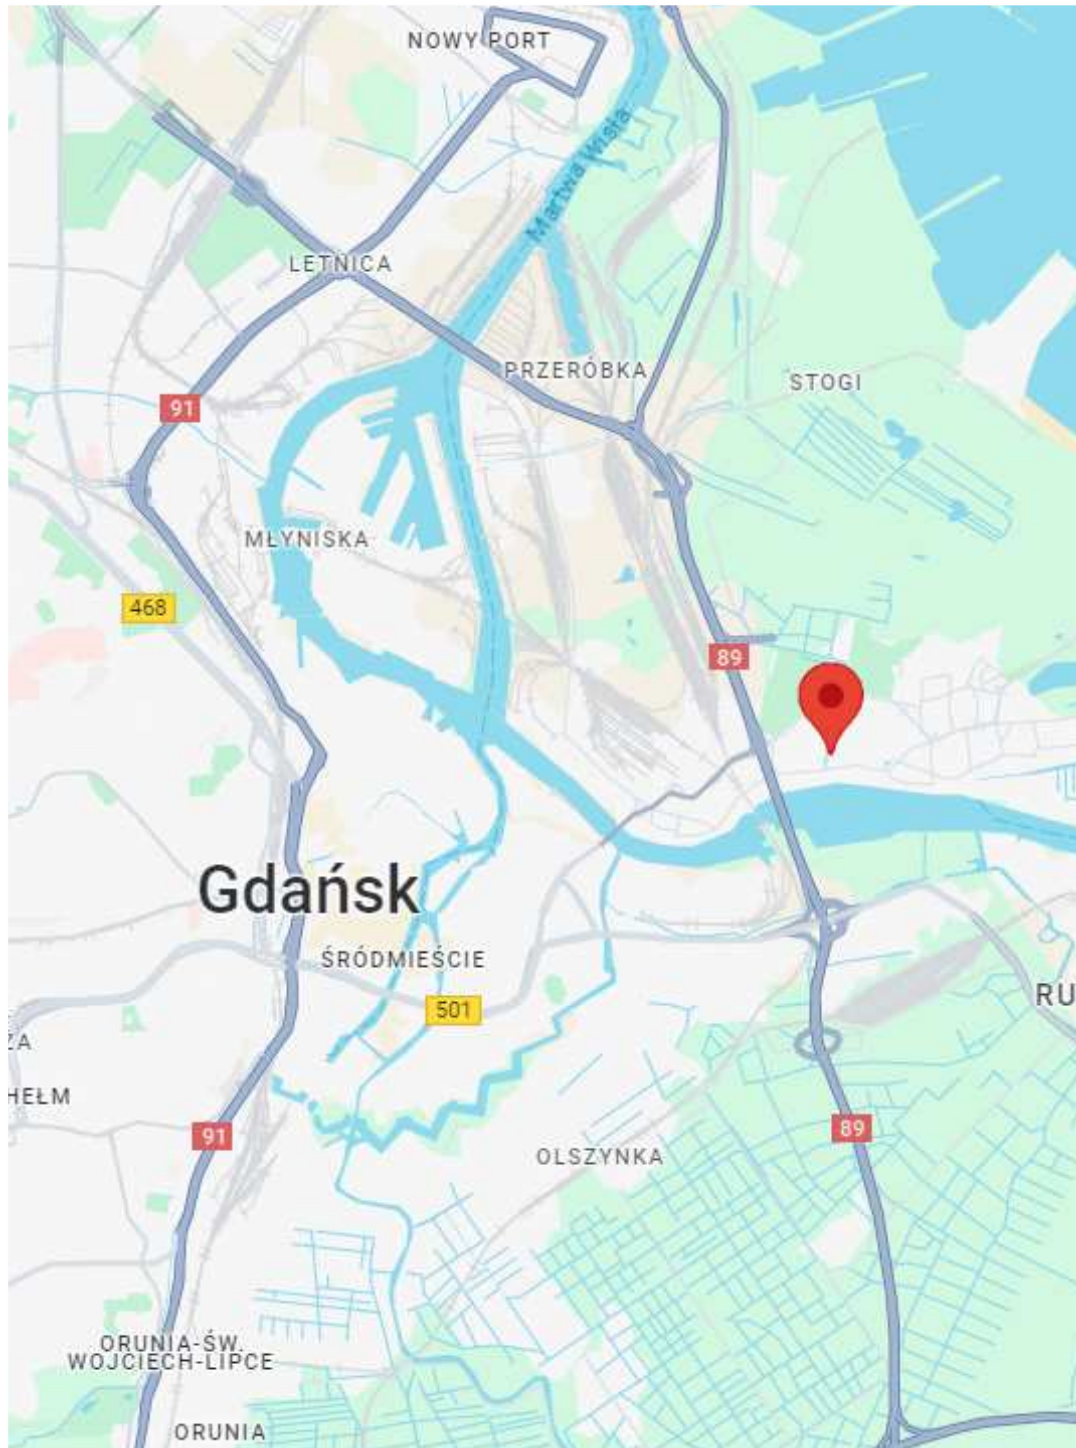 NOWY PORT
Martwa Wisła
LETNICA
PRZERÓBKA
STOGI
91
MŁYNISKA
468
89
Gdańsk
ŚRÓDMIEŚCIE
501
RU
ZA
HEŁM
91
89
OLSZYNKA
ORUNIA-ŚW.
WOJCIECH-LIPCE
ORUNIA